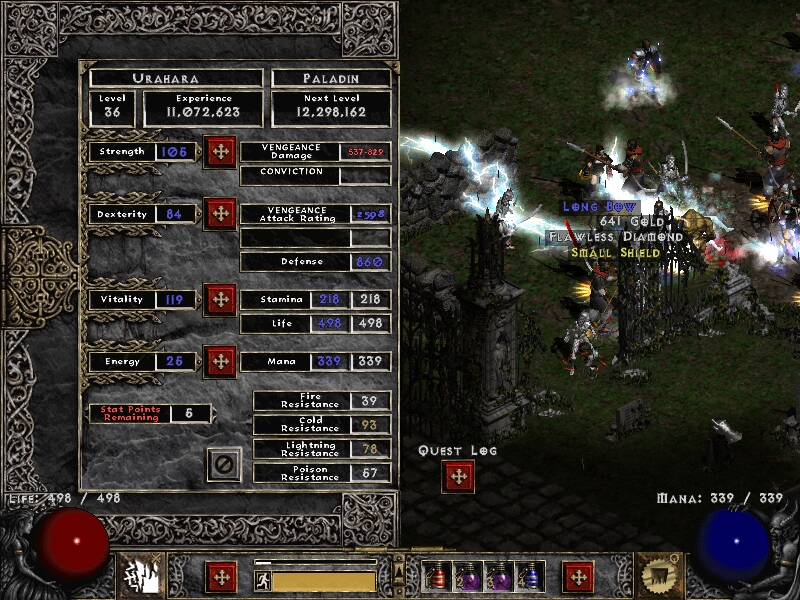 Urahara
Paladin
Level
36
Experience
11,072,623
Next Level
12,298,162
Strength 105
VENGEANCE
Damage 637-829
CONVICTION
Dexterity 84
VENGEANCE
Attack Rating 2598
Defense 860
Vitality 119
Stamina 218 218
Life 498 498
Energy 25
Mana 339 339
Stat Points
Remaining 5
Fire
Resistance 39
Cold
Resistance 93
Lightning
Resistance 78
Poison
Resistance 57
Long Bow
641 Gold
Flawless Diamond
Small Shield
Quest Log
Life: 498 / 498
Mana: 339 / 339